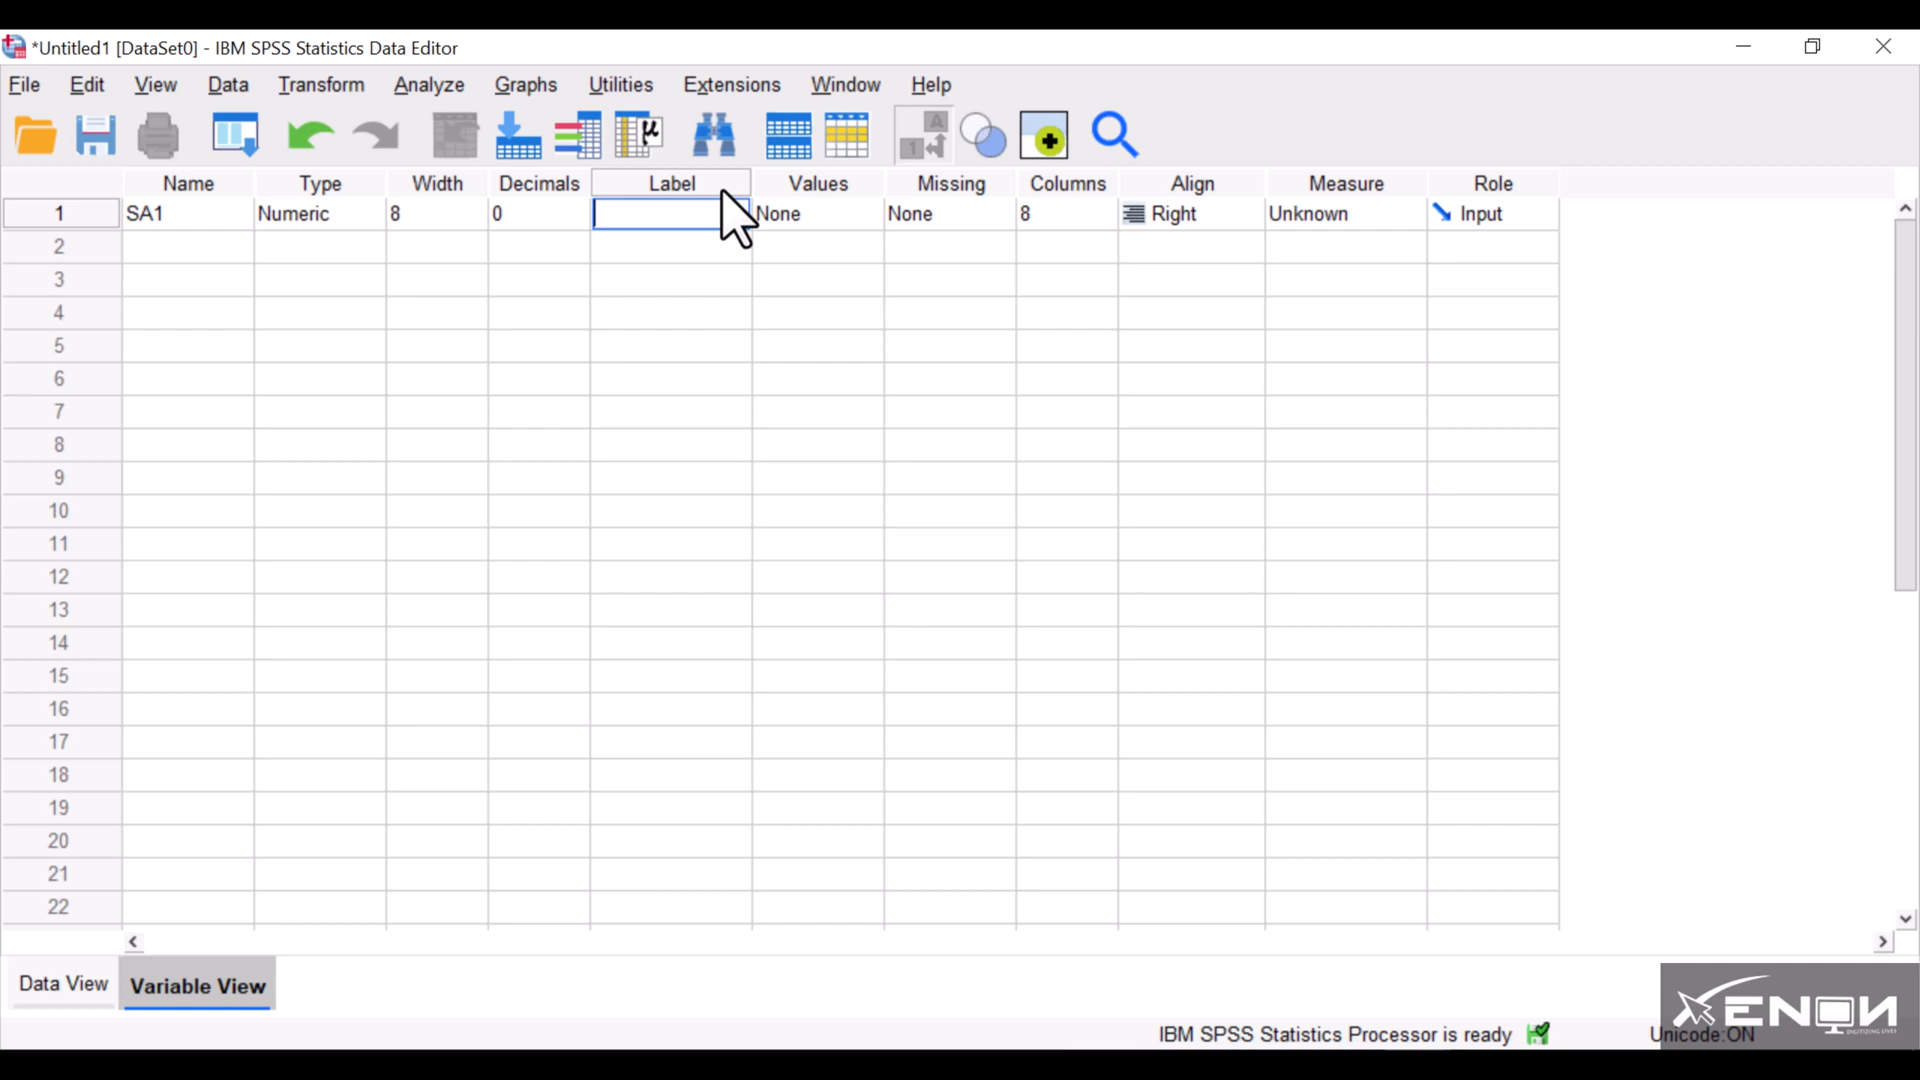 *Untitled1 [DataSet0] - IBM SPSS Statistics Data Editor
File Edit View Data Transform Analyze Graphs Utilities Extensions Window Help
Name Type Width Decimals Label Values Missing Columns Align Measure Role
1 SA1 Numeric 8 0 None None 8 Right Unknown Input
2
3
4
5
6
7
8
9
10
11
12
13
14
15
16
17
18
19
20
21
22
Data View Variable View
XENON
DIGITIZING LIVES
IBM SPSS Statistics Processor is ready Unicode:ON